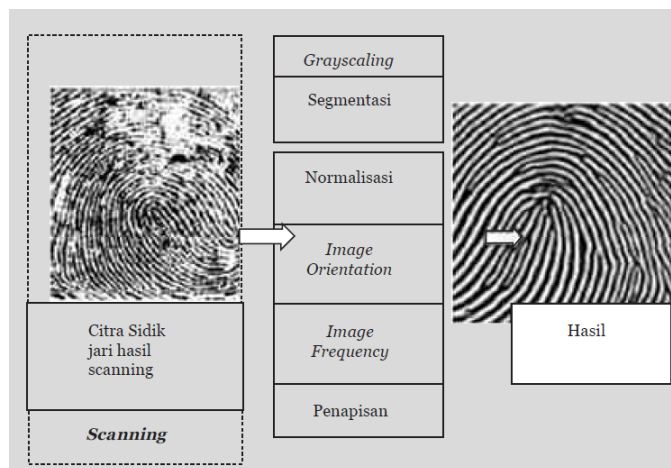 Citra Sidik
jari hasil
scanning
Scanning
Grayscaling
Segmentasi
Normalisasi
Image
Orientation
Image
Frequency
Penapisan
Hasil